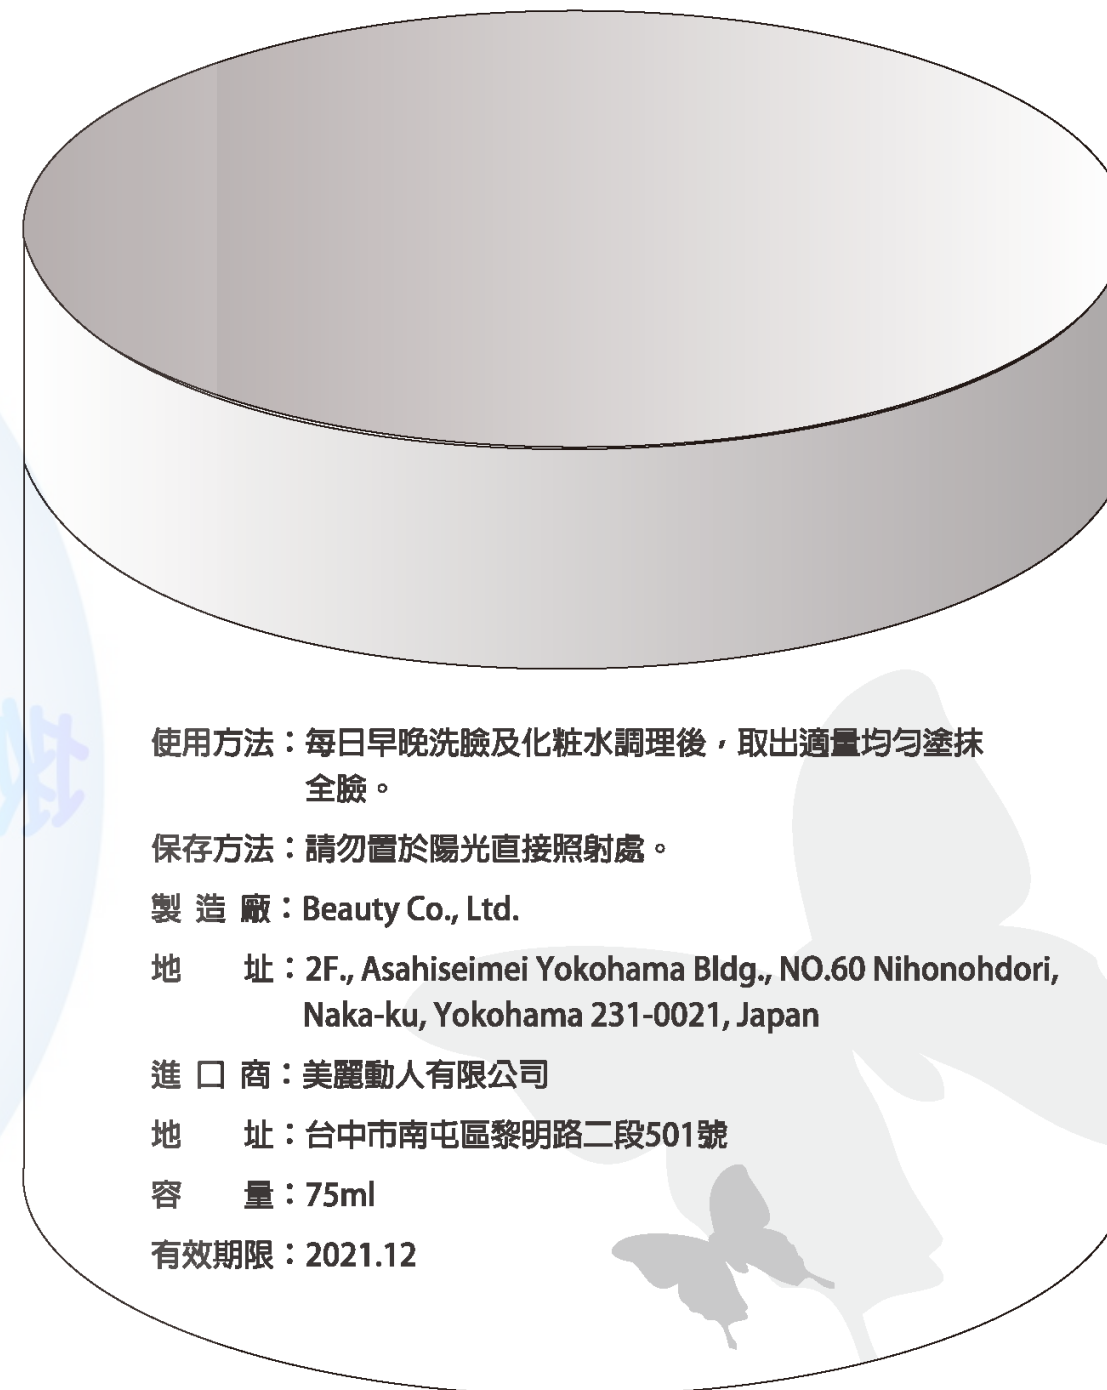 使用方法：每日早晚洗臉及化粧水調理後，取出適量均勻塗抹
全臉。
保存方法：請勿置於陽光直接照射處。
製造廠：Beauty Co., Ltd.
地址：2F., Asahiseimei Yokohama Bldg., NO.60 Nihonohdori,
Naka-ku, Yokohama 231-0021, Japan
進口商：美麗動人有限公司
地址：台中市南屯區黎明路二段501號
容量：75ml
有效期限：2021.12